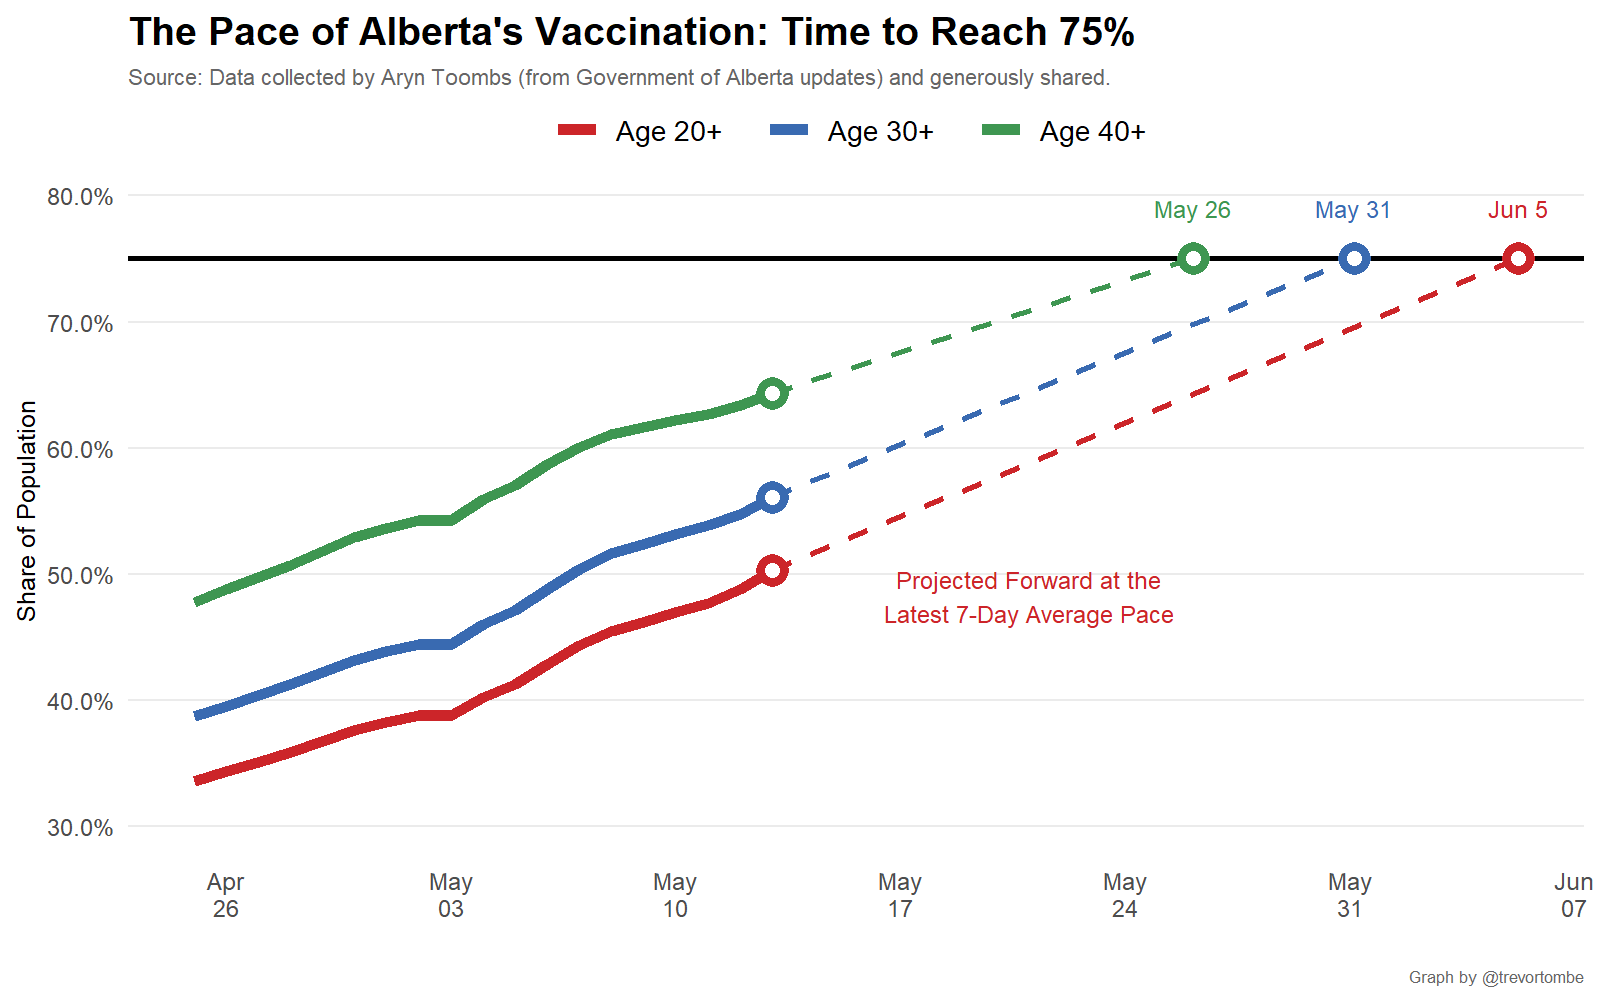 The Pace of Alberta's Vaccination: Time to Reach 75%
Source: Data collected by Aryn Toombs (from Government of Alberta updates) and generously shared.
Age 20+ Age 30+ Age 40+
80.0%
May 26 May 31 Jun 5
70.0%
60.0%
50.0%
40.0%
30.0%
Share of Population
Projected Forward at the
Latest 7-Day Average Pace
Apr May May May May May Jun
26 03 10 17 24 31 07
Graph by @trevortombe